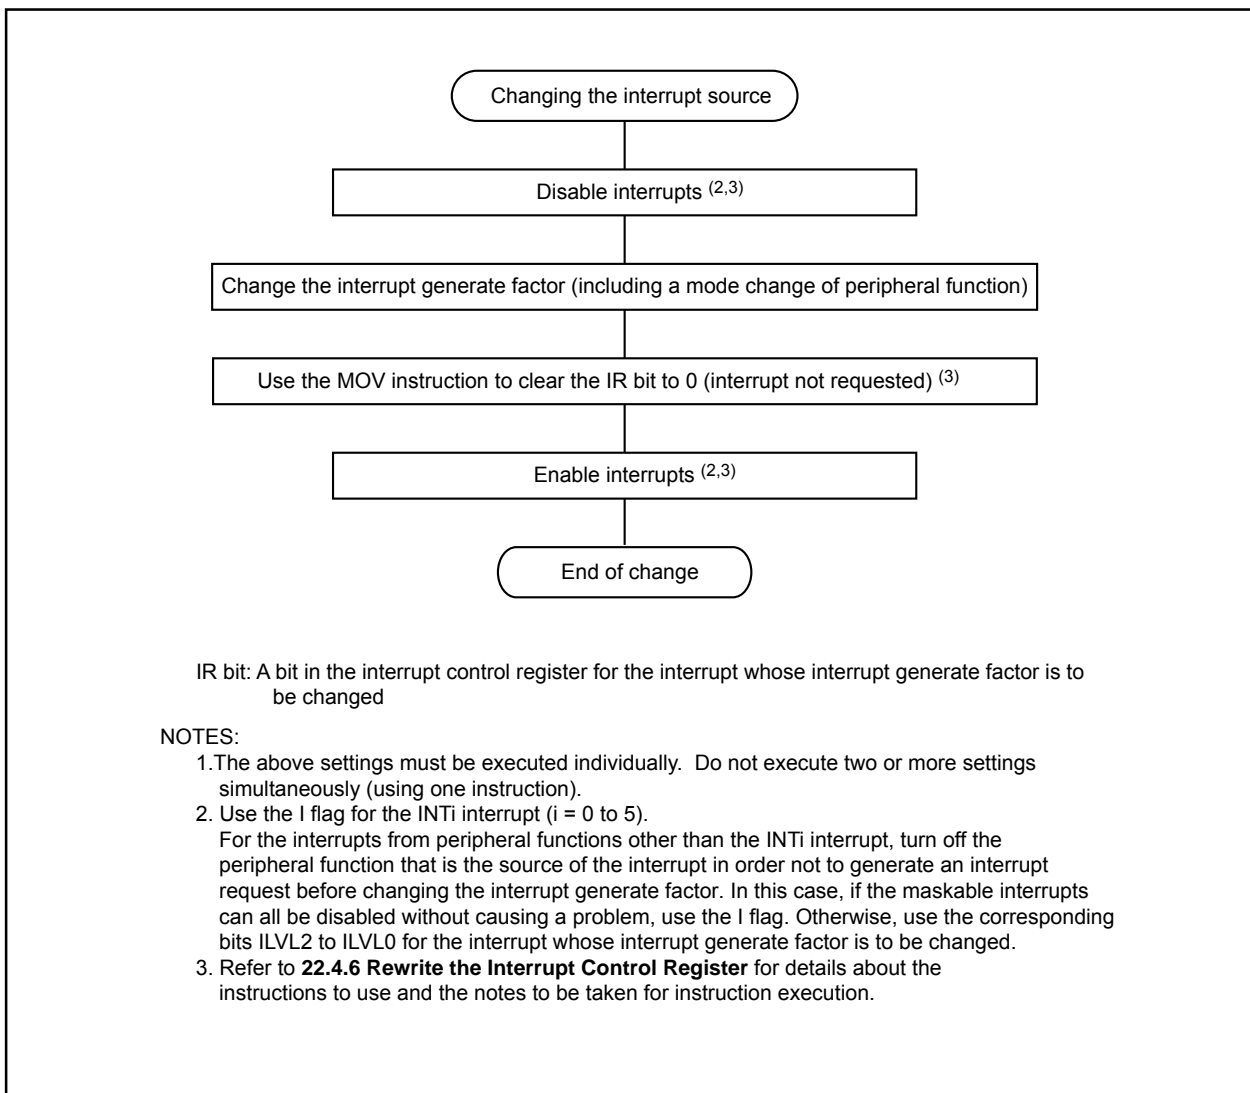 Changing the interrupt source
Disable interrupts (2,3)
Change the interrupt generate factor (including a mode change of peripheral function)
Use the MOV instruction to clear the IR bit to 0 (interrupt not requested) (3)
Enable interrupts (2,3)
End of change
IR bit: A bit in the interrupt control register for the interrupt whose interrupt generate factor is to
be changed
NOTES:
1.The above settings must be executed individually.  Do not execute two or more settings
simultaneously (using one instruction).
2. Use the I flag for the INTi interrupt (i = 0 to 5).
For the interrupts from peripheral functions other than the INTi interrupt, turn off the
peripheral function that is the source of the interrupt in order not to generate an interrupt
request before changing the interrupt generate factor. In this case, if the maskable interrupts
can all be disabled without causing a problem, use the I flag. Otherwise, use the corresponding
bits ILVL2 to ILVL0 for the interrupt whose interrupt generate factor is to be changed.
3. Refer to 22.4.6 Rewrite the Interrupt Control Register for details about the
instructions to use and the notes to be taken for instruction execution.